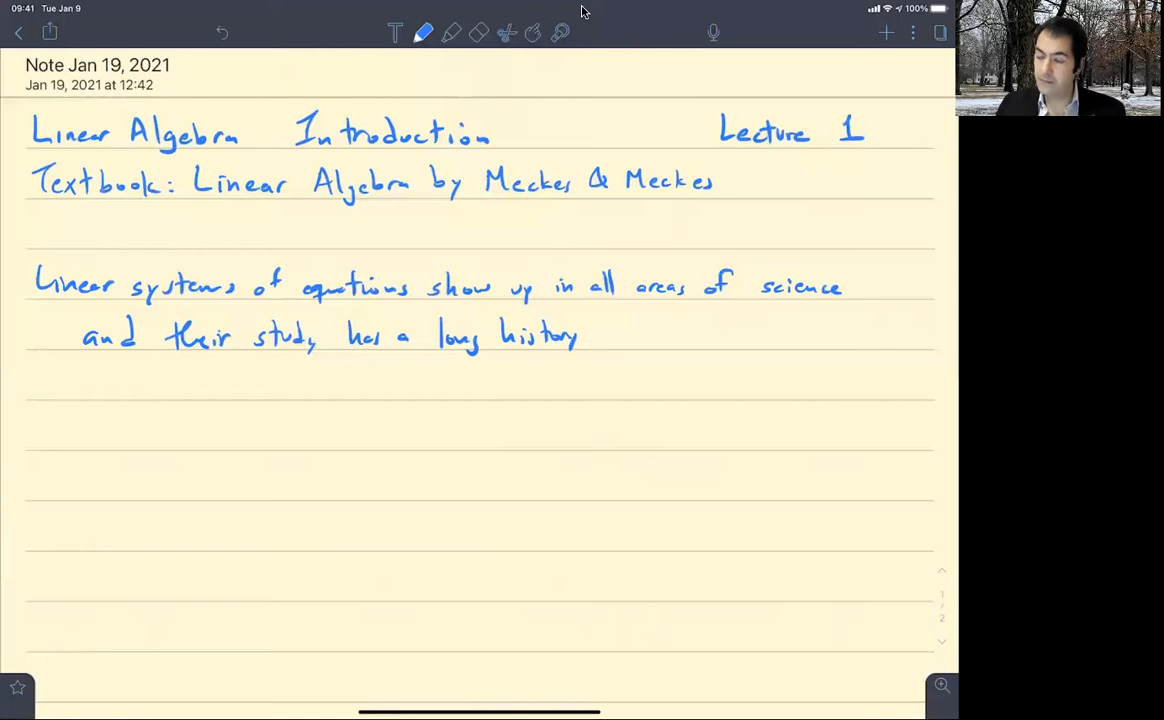 09:41 Tue Jan 9
100%
Note Jan 19, 2021
Jan 19, 2021 at 12:42
Linear Algebra Introduction Lecture 1
Textbook: Linear Algebra by Meckes & Meckes
Linear systems of equations show up in all areas of science
and their study has a long history
1
/
2